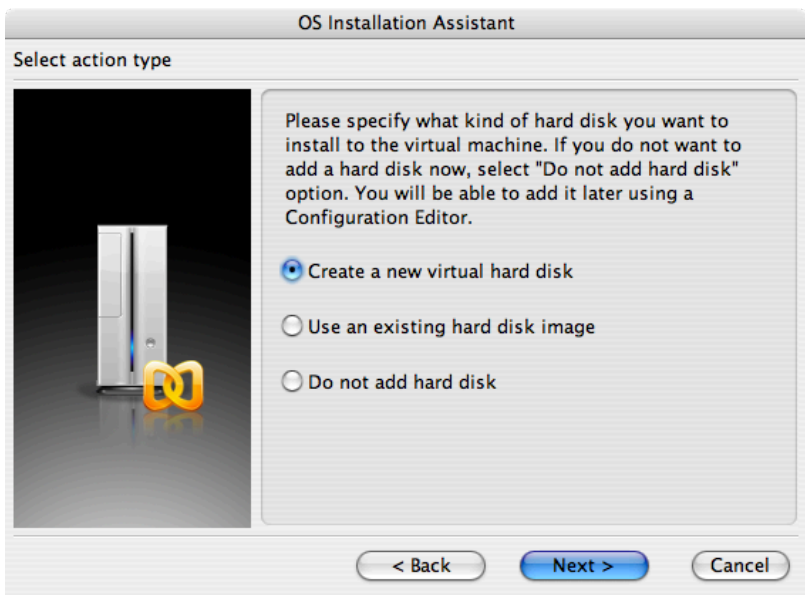 OS Installation Assistant
Select action type
Please specify what kind of hard disk you want to
install to the virtual machine. If you do not want to
add a hard disk now, select "Do not add hard disk"
option. You will be able to add it later using a
Configuration Editor.
Create a new virtual hard disk
Use an existing hard disk image
Do not add hard disk
< Back
Next >
Cancel